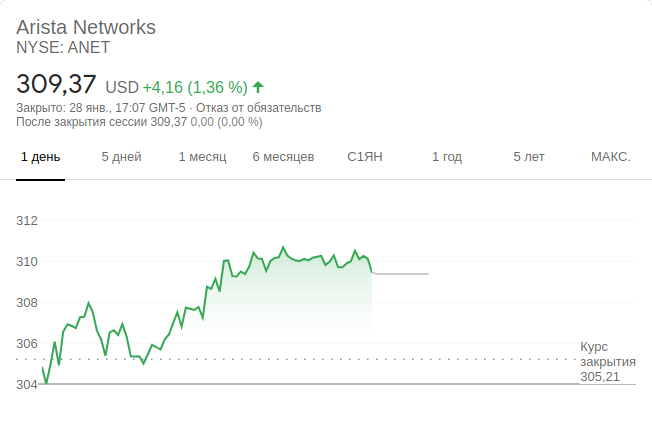 Arista Networks
NYSE: ANET
309,37 USD +4,16 (1,36 %)
Закрыто: 28 янв., 17:07 GMT-5 · Отказ от обязательств
После закрытия сессии 309,37 0,00 (0,00 %)
1 день 5 дней 1 месяц 6 месяцев С1ЯН 1 год 5 лет МАКС.
312
310
308
306
Курс
закрытия
305,21
304